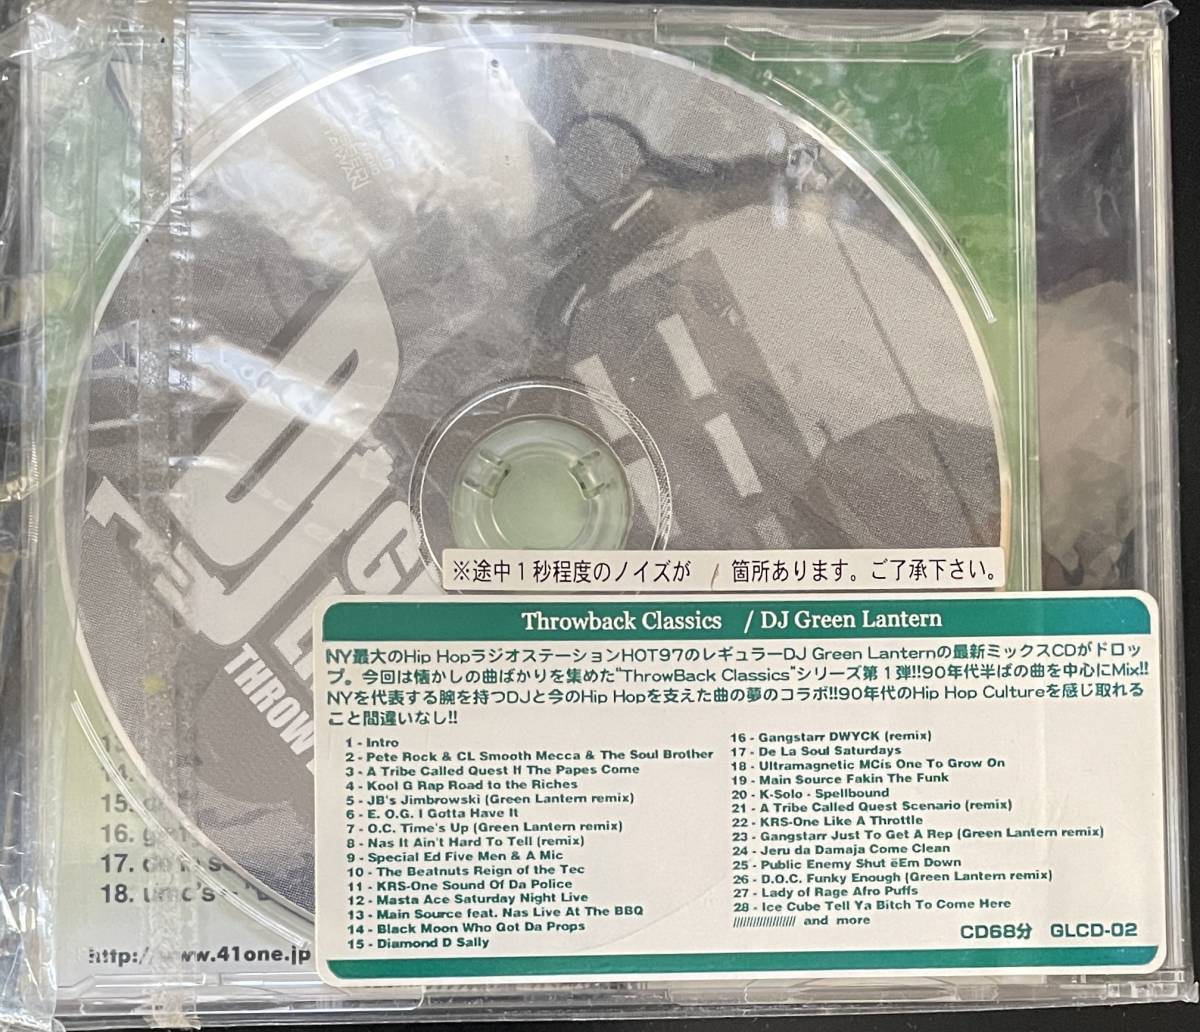 DJ
THROW
15.
16. g
17. de la s
18. umc's - "
http://www.41one.jp
※途中1秒程度のノイズが / 箇所あります。ご了承下さい。
Throwback Classics / DJ Green Lantern
NY最大のHip HopラジオステーションHOT97のレギュラーDJ Green Lanternの最新ミックスCDがドロッ
プ。今回は懐かしの曲ばかりを集めた"ThrowBack Classics"シリーズ第1弾!!90年代半ばの曲を中心にMix!!
NYを代表する腕を持つDJと今のHip Hopを支えた曲の夢のコラボ!!90年代のHip Hop Cultureを感じ取れる
こと間違いなし!!
1 - Intro
2 - Pete Rock & CL Smooth Mecca & The Soul Brother
3 - A Tribe Called Quest If The Papes Come
4 - Kool G Rap Road to the Riches
5 - JB's Jimbrowski (Green Lantern remix)
6 - E. O.G. I Gotta Have It
7 - O.C. Time's Up (Green Lantern remix)
8 - Nas It Ain't Hard To Tell (remix)
9 - Special Ed Five Men & A Mic
10 - The Beatnuts Reign of the Tec
11 - KRS-One Sound Of Da Police
12 - Masta Ace Saturday Night Live
13 - Main Source feat. Nas Live At The BBQ
14 - Black Moon Who Got Da Props
15 - Diamond D Sally
16 - Gangstarr DWYCK (remix)
17 - De La Soul Saturdays
18 - Ultramagnetic MCís One To Grow On
19 - Main Source Fakin The Funk
20 - K-Solo - Spellbound
21 - A Tribe Called Quest Scenario (remix)
22 - KRS-One Like A Throttle
23 - Gangstarr Just To Get A Rep (Green Lantern remix)
24 - Jeru da Damaja Come Clean
25 - Public Enemy Shut ëEm Down
26 - D.O.C. Funky Enough (Green Lantern remix)
27 - Lady of Rage Afro Puffs
28 - Ice Cube Tell Ya Bitch To Come Here
//////////////////// and more
CD68分 GLCD-02